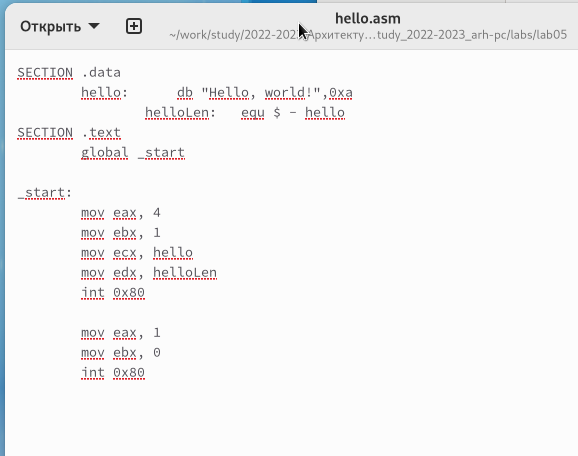 Открыть
hello.asm
~/work/study/2022-202 Архитекту…tudy_2022-2023_arh-pc/labs/lab05
SECTION .data
hello: db "Hello, world!",0xa
helloLen: equ $ - hello
SECTION .text
global _start
_start:
mov eax, 4
mov ebx, 1
mov ecx, hello
mov edx, helloLen
int 0x80
mov eax, 1
mov ebx, 0
int 0x80